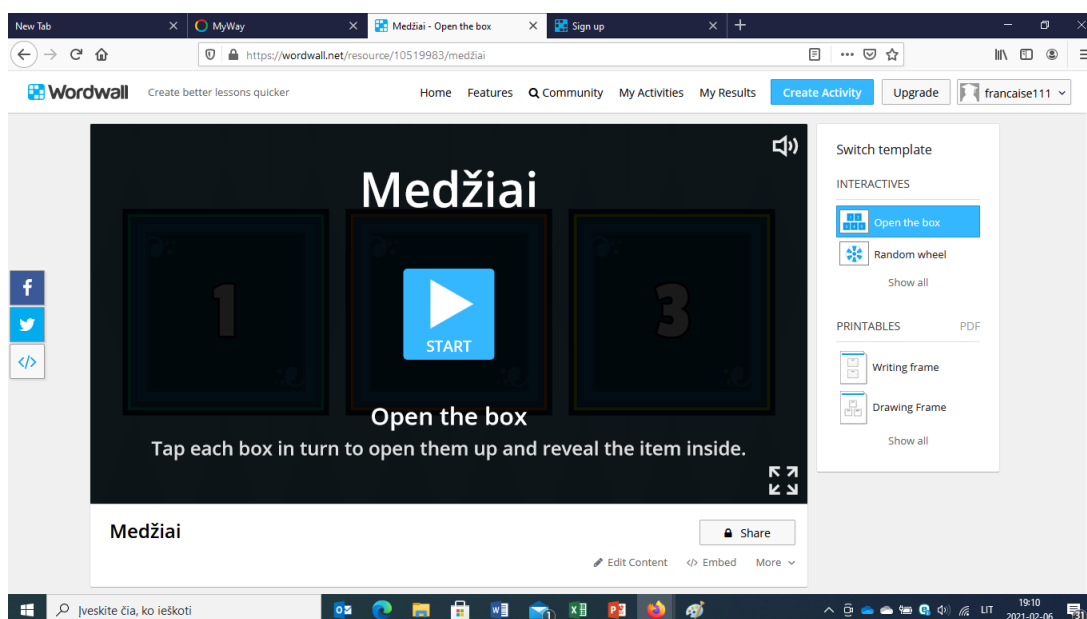 New Tab
MyWay
Medžiai - Open the box
Sign up
https://wordwall.net/resource/10519983/medžiai
Wordwall
Create better lessons quicker
Home Features Community My Activities My Results Create Activity Upgrade francaise111
Medžiai
1
3
START
Open the box
Tap each box in turn to open them up and reveal the item inside.
Switch template
INTERACTIVES
Open the box
Random wheel
Show all
PRINTABLES PDF
Writing frame
Drawing Frame
Show all
f
</>
Medžiai
Share
Edit Content </> Embed More
Įveskite čia, ko ieškoti
LIT
19:10
2021-02-06